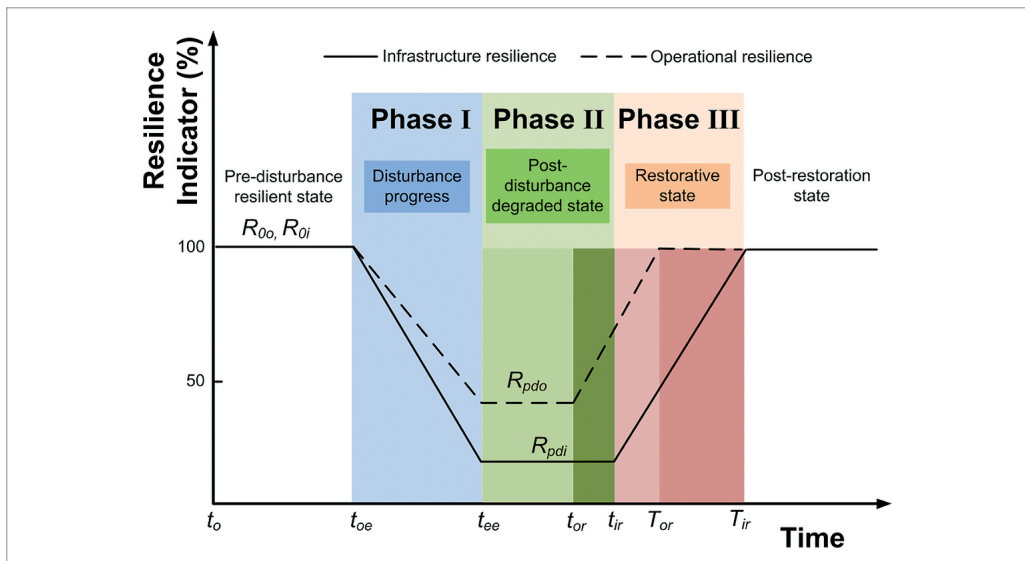 Resilience
Indicator (%)
Infrastructure resilience
Operational resilience
Phase I
Phase II
Phase III
Pre-disturbance
resilient state
Disturbance
progress
Post-
disturbance
degraded state
Restorative
state
Post-restoration
state
R0o, R0i
100
50
Rpdo
Rpdi
to
toe
tee
tor
tir
Tor
Tir
Time